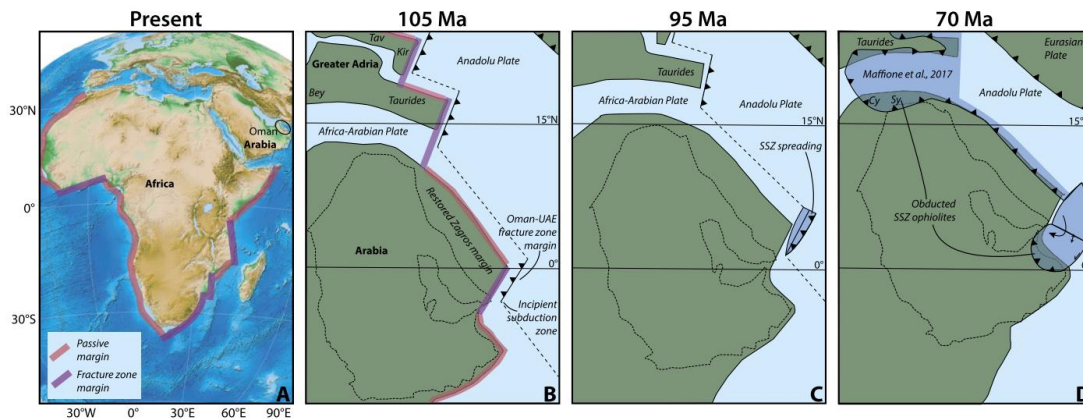 Present
105 Ma
95 Ma
70 Ma
30°N
0°
30°S
30°W
0°
30°E
60°E
90°E
Oman
Arabia
Africa
Passive
margin
Fracture zone
margin
A
Tav
Kir
Greater Adria
Bey
Taurides
Anadolu Plate
Africa-Arabian Plate
15°N
Restored Zagros margin
Oman-UAE
fracture zone
margin
Arabia
0°
Incipient
subduction
zone
B
Taurides
Africa-Arabian Plate
Anadolu Plate
15°N
SSZ spreading
0°
C
Taurides
Eurasian
Plate
Maffione et al., 2017
Anadolu Plate
Cy
Sy
15°N
Obducted
SSZ ophiolites
0°
D